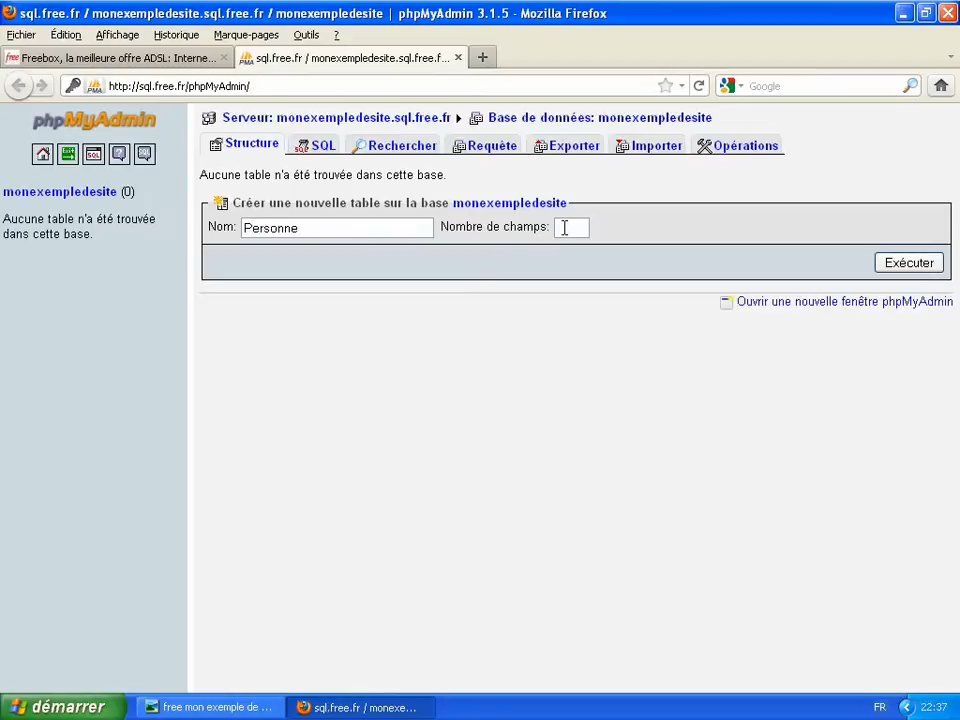 sql.free.fr / monexempledesite.sql.free.fr / monexempledesite | phpMyAdmin 3.1.5 - Mozilla Firefox
Fichier Édition Affichage Historique Marque-pages Outils ?
free Freebox, la meilleure offre ADSL: Interne... sql.free.fr / monexempledesite.sql.free.f...
http://sql.free.fr/phpMyAdmin/ Google
phpMyAdmin
Serveur: monexempledesite.sql.free.fr Base de données: monexempledesite
Structure SQL Rechercher Requête Exporter Importer Opérations
monexempledesite (0)
Aucune table n'a été trouvée dans cette base.
Aucune table n'a été trouvée
dans cette base.
Créer une nouvelle table sur la base monexempledesite
Nom: Personne Nombre de champs:
Exécuter
Ouvrir une nouvelle fenêtre phpMyAdmin
démarrer free mon exemple de ... sql.free.fr / monexe... FR 22:37